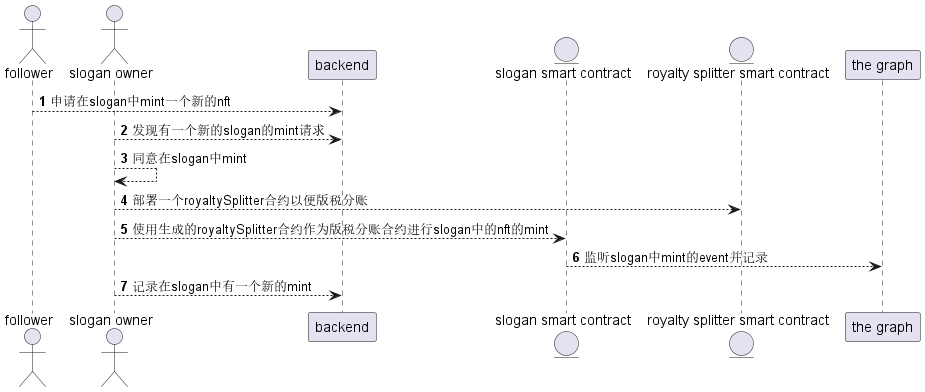 follower
slogan owner
backend
slogan smart contract
royalty splitter smart contract
the graph
1 申请在slogan中mint一个新的nft
2 发现有一个新的slogan的mint请求
3 同意在slogan中mint
4 部署一个royaltySplitter合约以便版税分账
5 使用生成的royaltySplitter合约作为版税分账合约进行slogan中的nft的mint
6 监听slogan中mint的event并记录
7 记录在slogan中有一个新的mint
follower
slogan owner
backend
slogan smart contract
royalty splitter smart contract
the graph